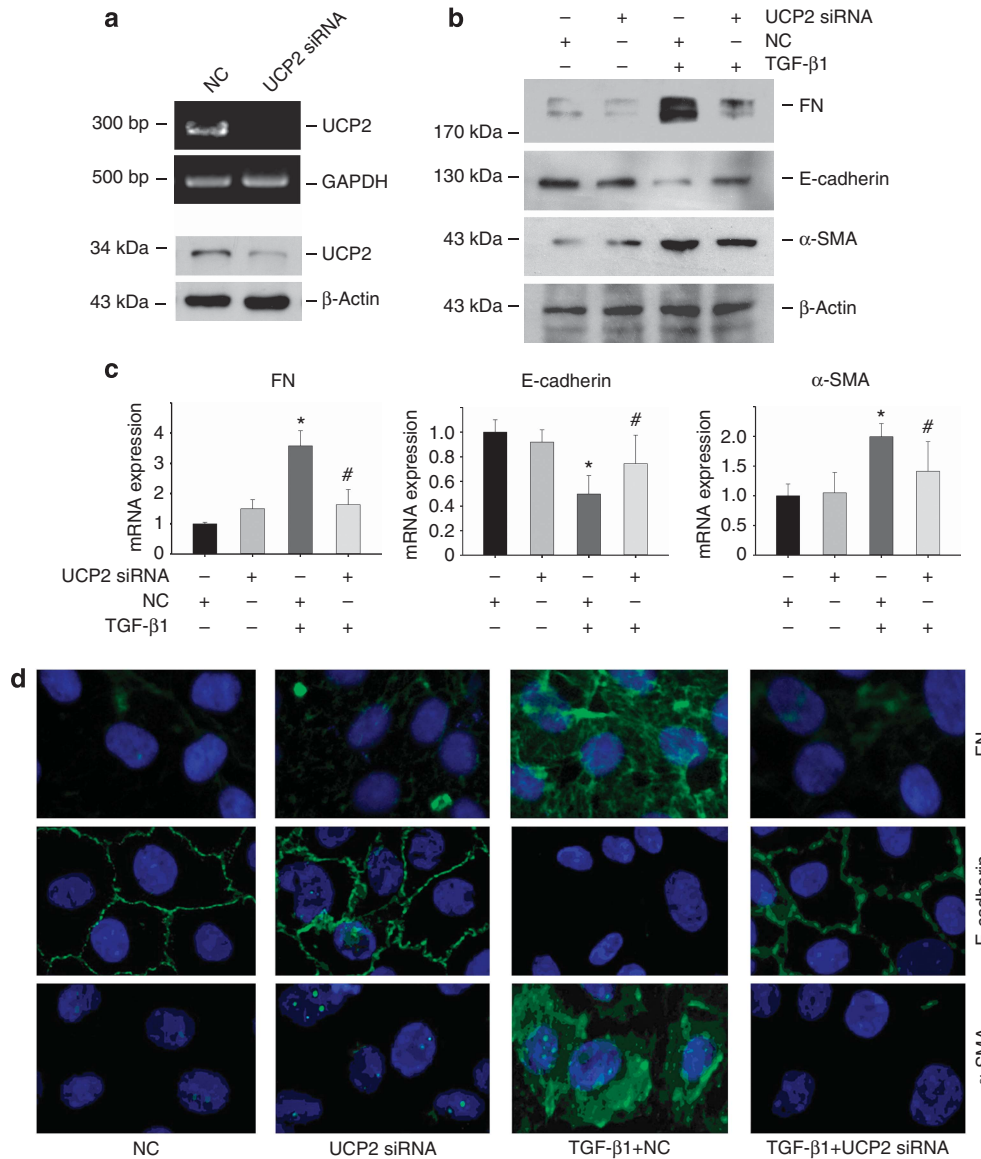 a
NC
UCP2 siRNA
300 bp
UCP2
500 bp
GAPDH
34 kDa
UCP2
43 kDa
β-Actin
b
– + – + UCP2 siRNA
+ – + – NC
– – + + TGF-β1
FN
170 kDa
130 kDa
E-cadherin
43 kDa
α-SMA
43 kDa
β-Actin
c
FN
mRNA expression
4
3
2
1
0
*
#
E-cadherin
mRNA expression
1.0
0.8
0.6
0.4
0.2
0
*
#
α-SMA
mRNA expression
2.0
1.5
1.0
0.5
0
*
#
UCP2 siRNA – + – + – + – + – + – +
NC + – + – + – + – + – + –
TGF-β1 – – + + – – + + – – + +
d
FN
E-cadherin
α-SMA
NC
UCP2 siRNA
TGF-β1+NC
TGF-β1+UCP2 siRNA